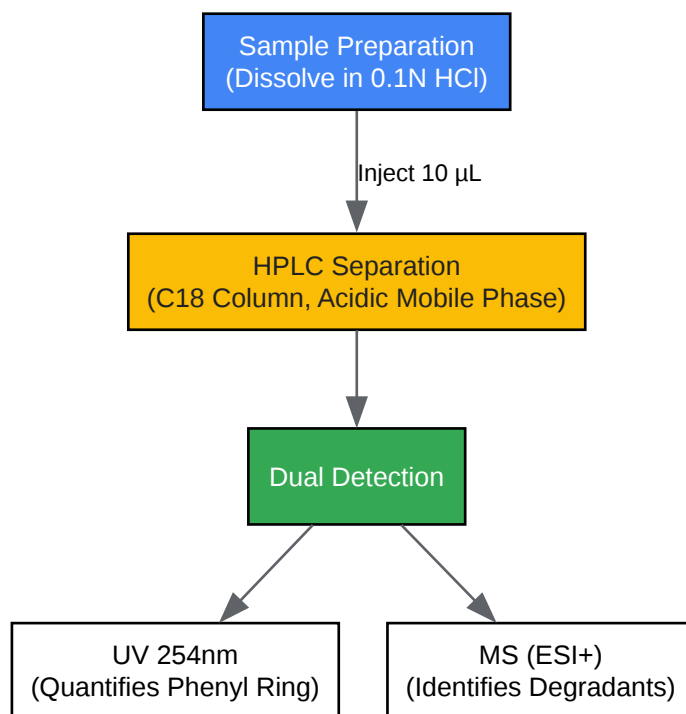 Sample Preparation
(Dissolve in 0.1N HCl)
Inject 10 µL
HPLC Separation
(C18 Column, Acidic Mobile Phase)
Dual Detection
UV 254nm
(Quantifies Phenyl Ring)
MS (ESI+)
(Identifies Degradants)